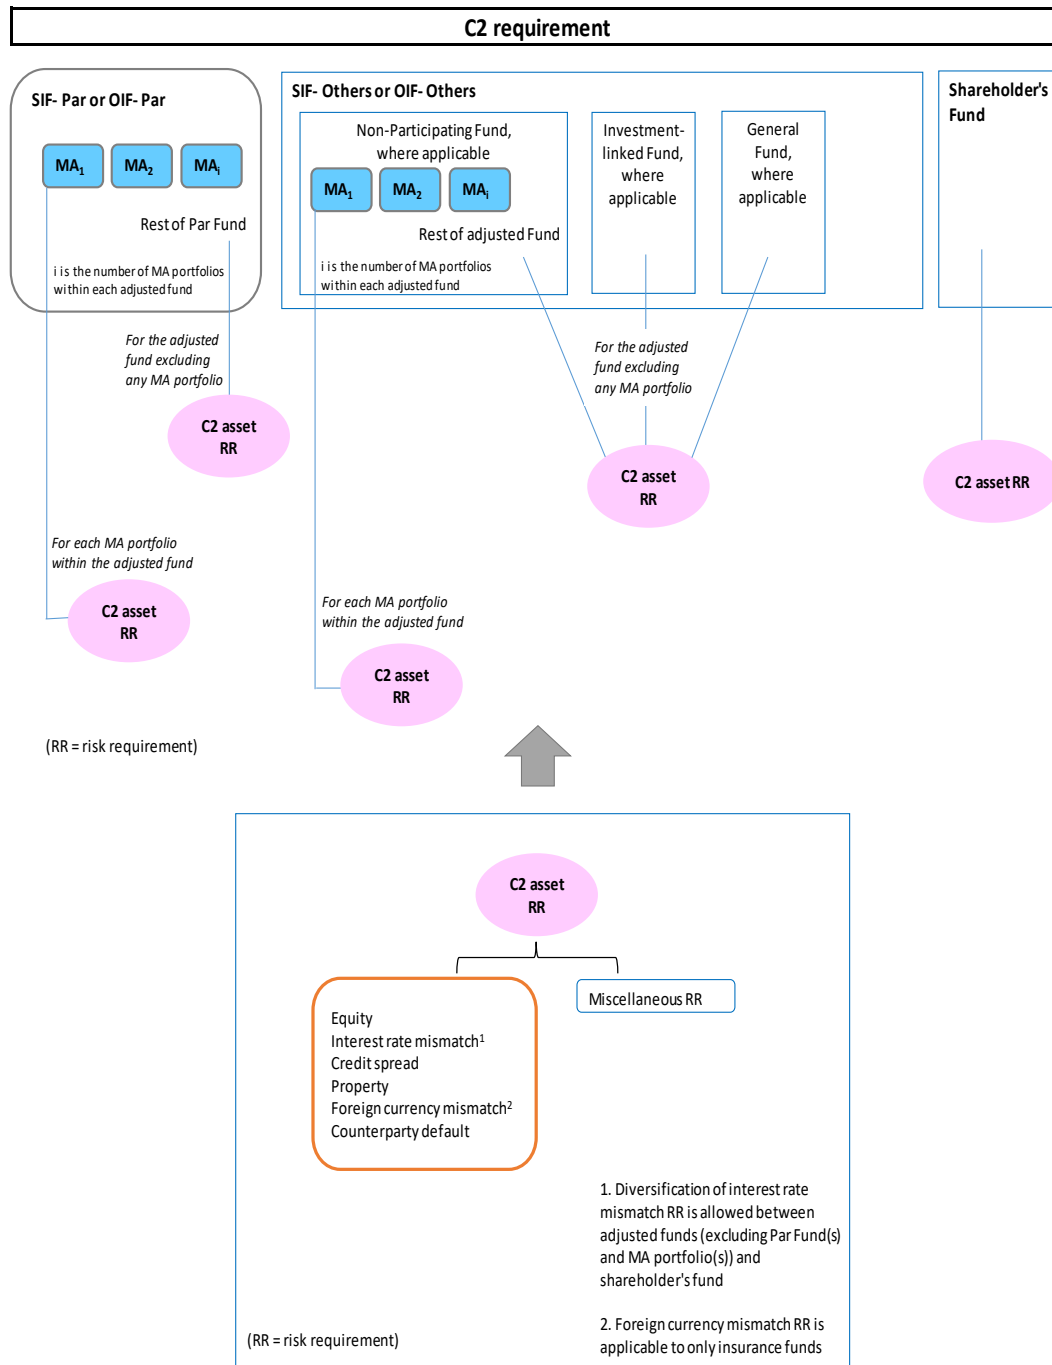 C2 requirement
SIF- Par or OIF- Par
MA1
MA2
MAi
Rest of Par Fund
i is the number of MA portfolios
within each adjusted fund
SIF- Others or OIF- Others
Non-Participating Fund,
where applicable
MA1
MA2
MAi
Rest of adjusted Fund
i is the number of MA portfolios
within each adjusted fund
Investment-
linked Fund,
where
applicable
General
Fund,
where
applicable
Shareholder's
Fund
For the adjusted
fund excluding
any MA portfolio
C2 asset
RR
For the adjusted
fund excluding
any MA portfolio
C2 asset
RR
C2 asset RR
For each MA portfolio
within the adjusted fund
C2 asset
RR
For each MA portfolio
within the adjusted fund
C2 asset
RR
(RR = risk requirement)
C2 asset
RR
Equity
Interest rate mismatch1
Credit spread
Property
Foreign currency mismatch2
Counterparty default
Miscellaneous RR
1. Diversification of interest rate
mismatch RR is allowed between
adjusted funds (excluding Par Fund(s)
and MA portfolio(s)) and
shareholder's fund
2. Foreign currency mismatch RR is
applicable to only insurance funds
(RR = risk requirement)